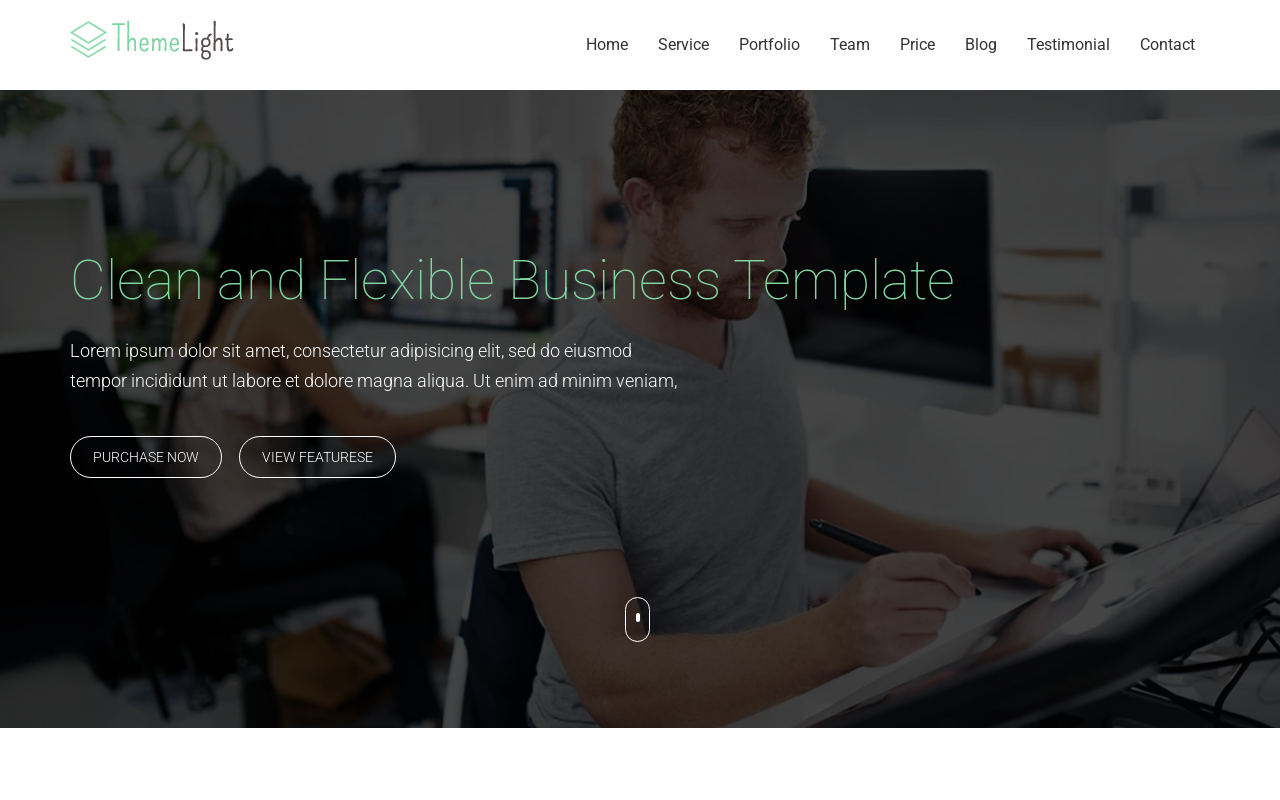 ThemeLight
Home Service Portfolio Team Price Blog Testimonial Contact
Clean and Flexible Business Template
Lorem ipsum dolor sit amet, consectetur adipisicing elit, sed do eiusmod
tempor incididunt ut labore et dolore magna aliqua. Ut enim ad minim veniam,
PURCHASE NOW VIEW FEATURESE